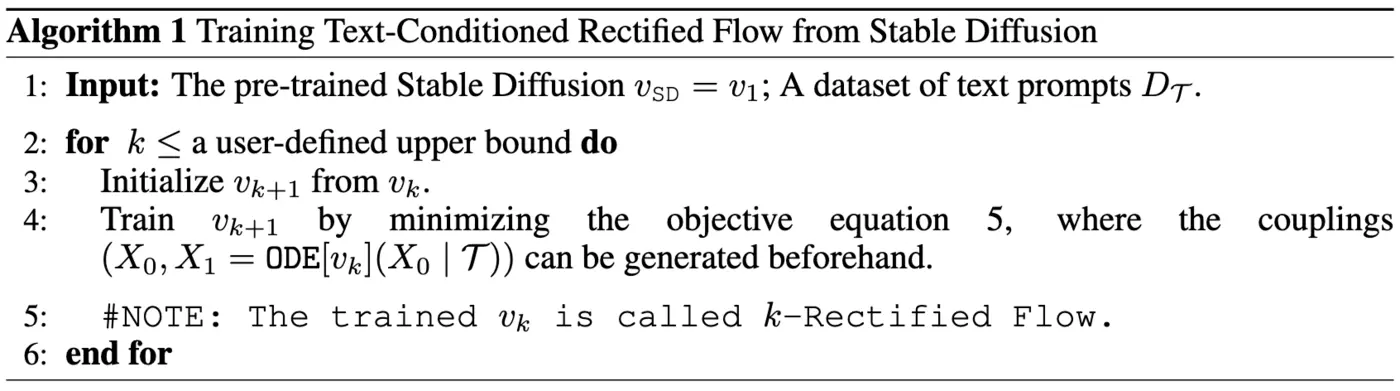 Algorithm 1 Training Text-Conditioned Rectified Flow from Stable Diffusion
1: Input: The pre-trained Stable Diffusion $v_{\text{SD}} = v_1$; A dataset of text prompts $D_{\mathcal{T}}$.
2: for $k \leq$ a user-defined upper bound do
3: Initialize $v_{k+1}$ from $v_k$.
4: Train $v_{k+1}$ by minimizing the objective equation 5, where the couplings
$(X_0, X_1 = \text{ODE}[v_k](X_0 \mid \mathcal{T}))$ can be generated beforehand.
5: #NOTE: The trained $v_k$ is called $k$-Rectified Flow.
6: end for